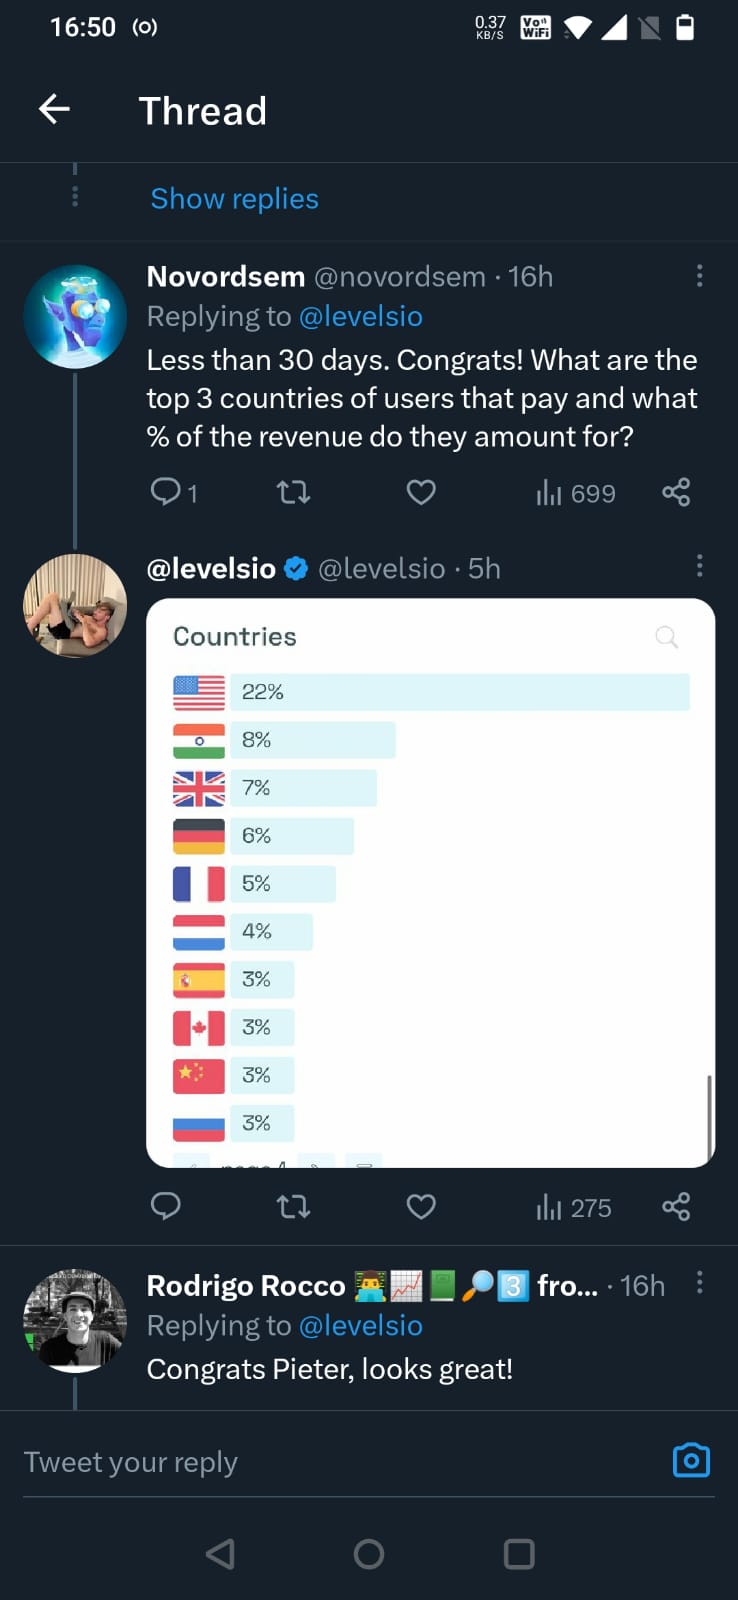 16:50
0.37
KB/S
Vo))
WiFi
Thread
Show replies
Novordsem @novordsem · 16h
Replying to @levelsio
Less than 30 days. Congrats! What are the
top 3 countries of users that pay and what
% of the revenue do they amount for?
1
699
@levelsio @levelsio · 5h
Countries
22%
8%
7%
6%
5%
4%
3%
3%
3%
3%
275
Rodrigo Rocco 👨‍💻📈📗🔎3️⃣ fro... · 16h
Replying to @levelsio
Congrats Pieter, looks great!
Tweet your reply